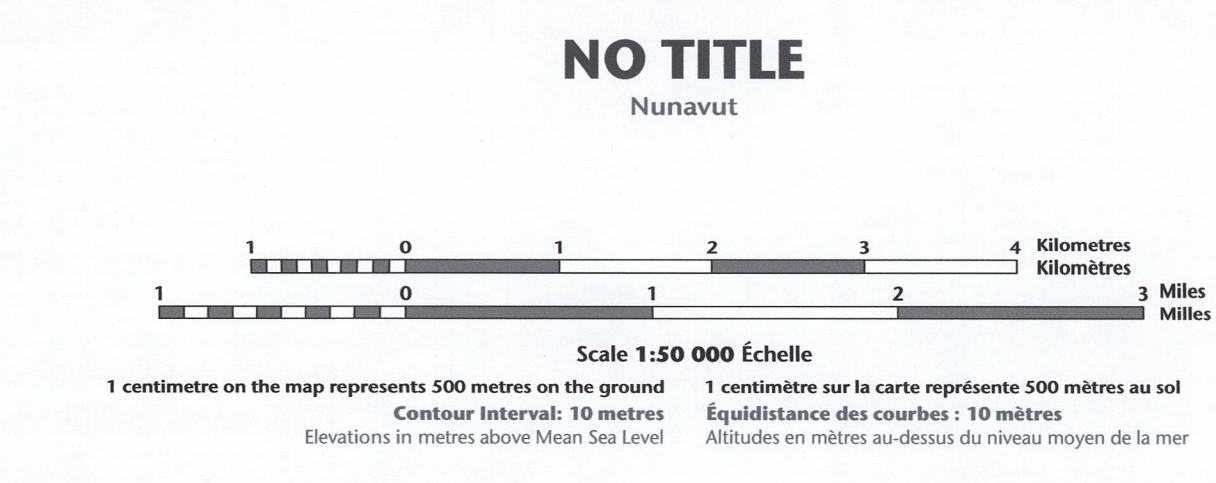 NO TITLE
Nunavut
1 0 1 2 3 4 Kilometres
Kilomètres
1 0 1 2 3 Miles
Milles
Scale 1:50 000 Échelle
1 centimetre on the map represents 500 metres on the ground
Contour Interval: 10 metres
Elevations in metres above Mean Sea Level
1 centimètre sur la carte représente 500 mètres au sol
Équidistance des courbes : 10 mètres
Altitudes en mètres au-dessus du niveau moyen de la mer